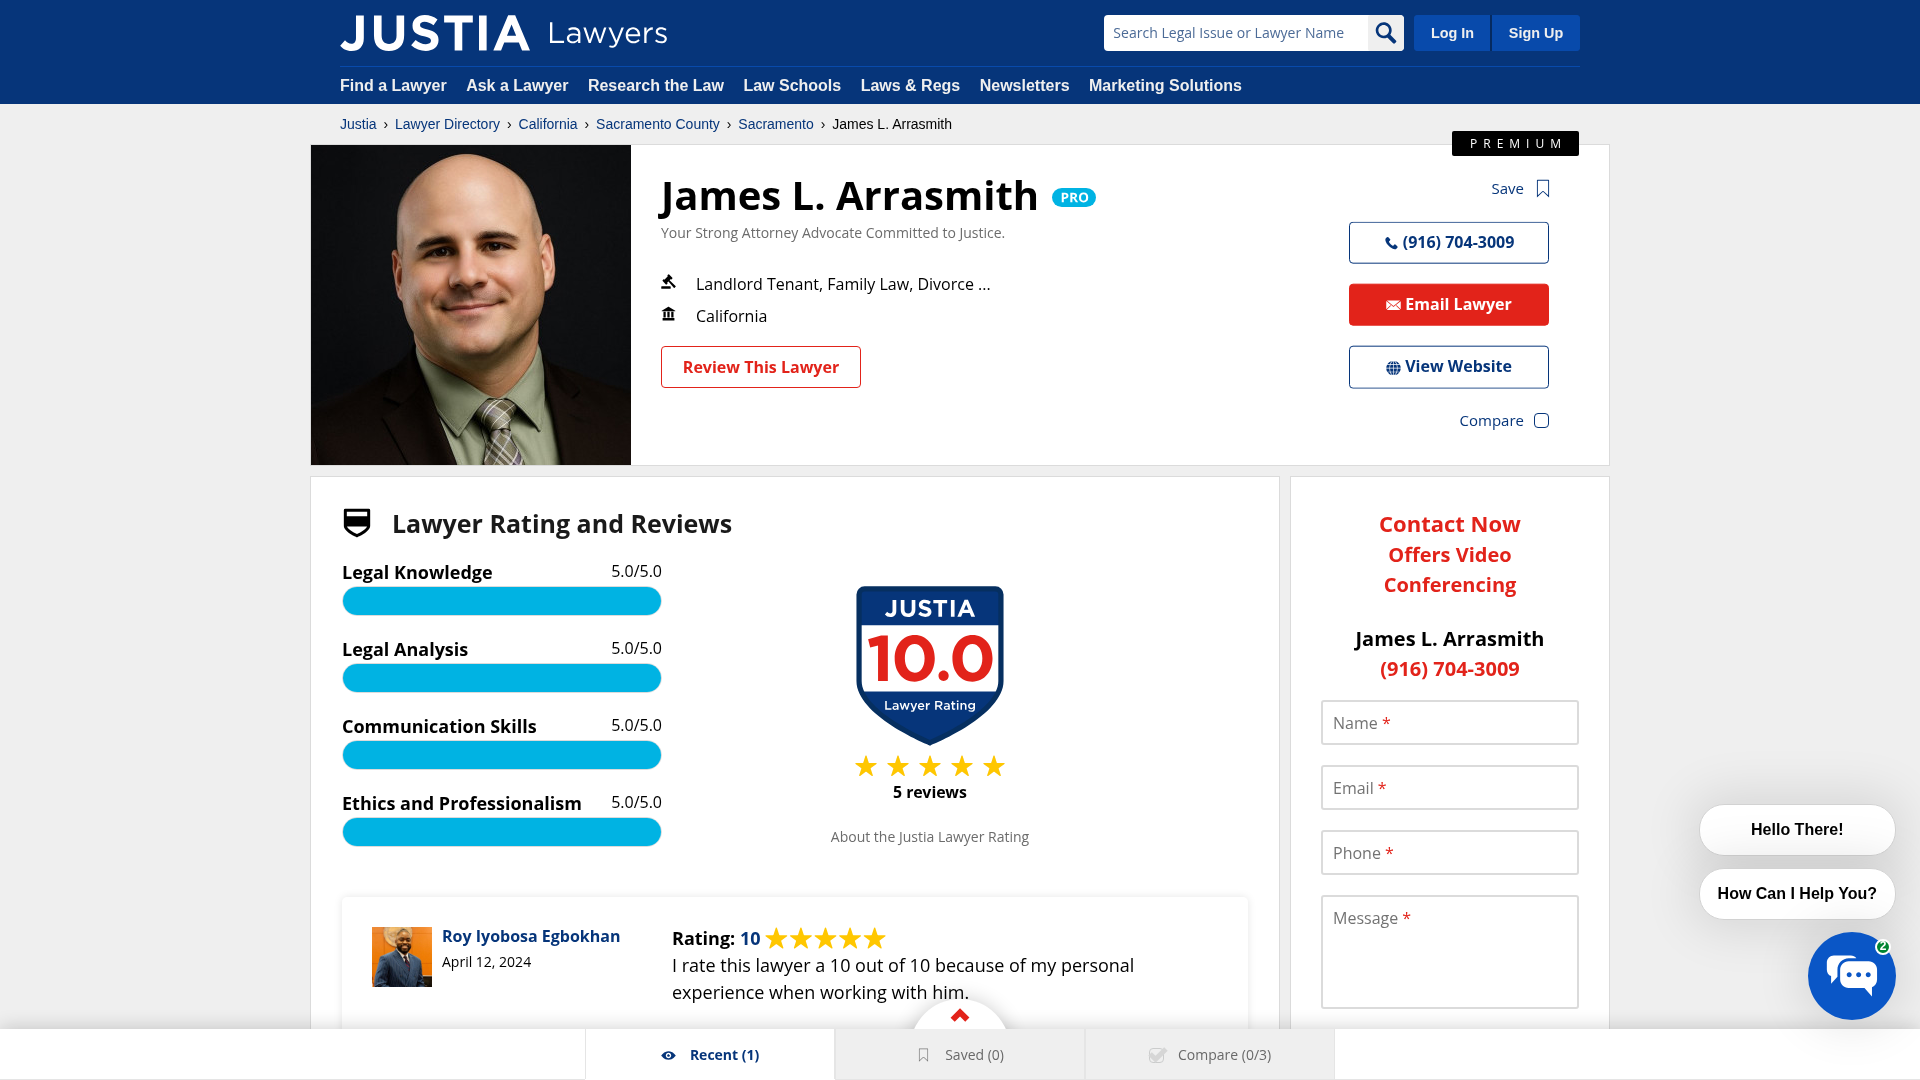 JUSTIA Lawyers
Search Legal Issue or Lawyer Name
Log In
Sign Up
Find a Lawyer Ask a Lawyer Research the Law Law Schools Laws & Regs Newsletters Marketing Solutions
Justia › Lawyer Directory › California › Sacramento County › Sacramento › James L. Arrasmith
PREMIUM
James L. Arrasmith PRO
Your Strong Attorney Advocate Committed to Justice.
Landlord Tenant, Family Law, Divorce ...
California
Review This Lawyer
Save
(916) 704-3009
Email Lawyer
View Website
Compare
Lawyer Rating and Reviews
Legal Knowledge 5.0/5.0
Legal Analysis 5.0/5.0
Communication Skills 5.0/5.0
Ethics and Professionalism 5.0/5.0
JUSTIA
10.0
Lawyer Rating
5 reviews
About the Justia Lawyer Rating
Roy Iyobosa Egbokhan
April 12, 2024
Rating: 10
I rate this lawyer a 10 out of 10 because of my personal
experience when working with him.
Contact Now
Offers Video
Conferencing
James L. Arrasmith
(916) 704-3009
Name *
Email *
Phone *
Message *
Hello There!
How Can I Help You?
2
Recent (1)
Saved (0)
Compare (0/3)